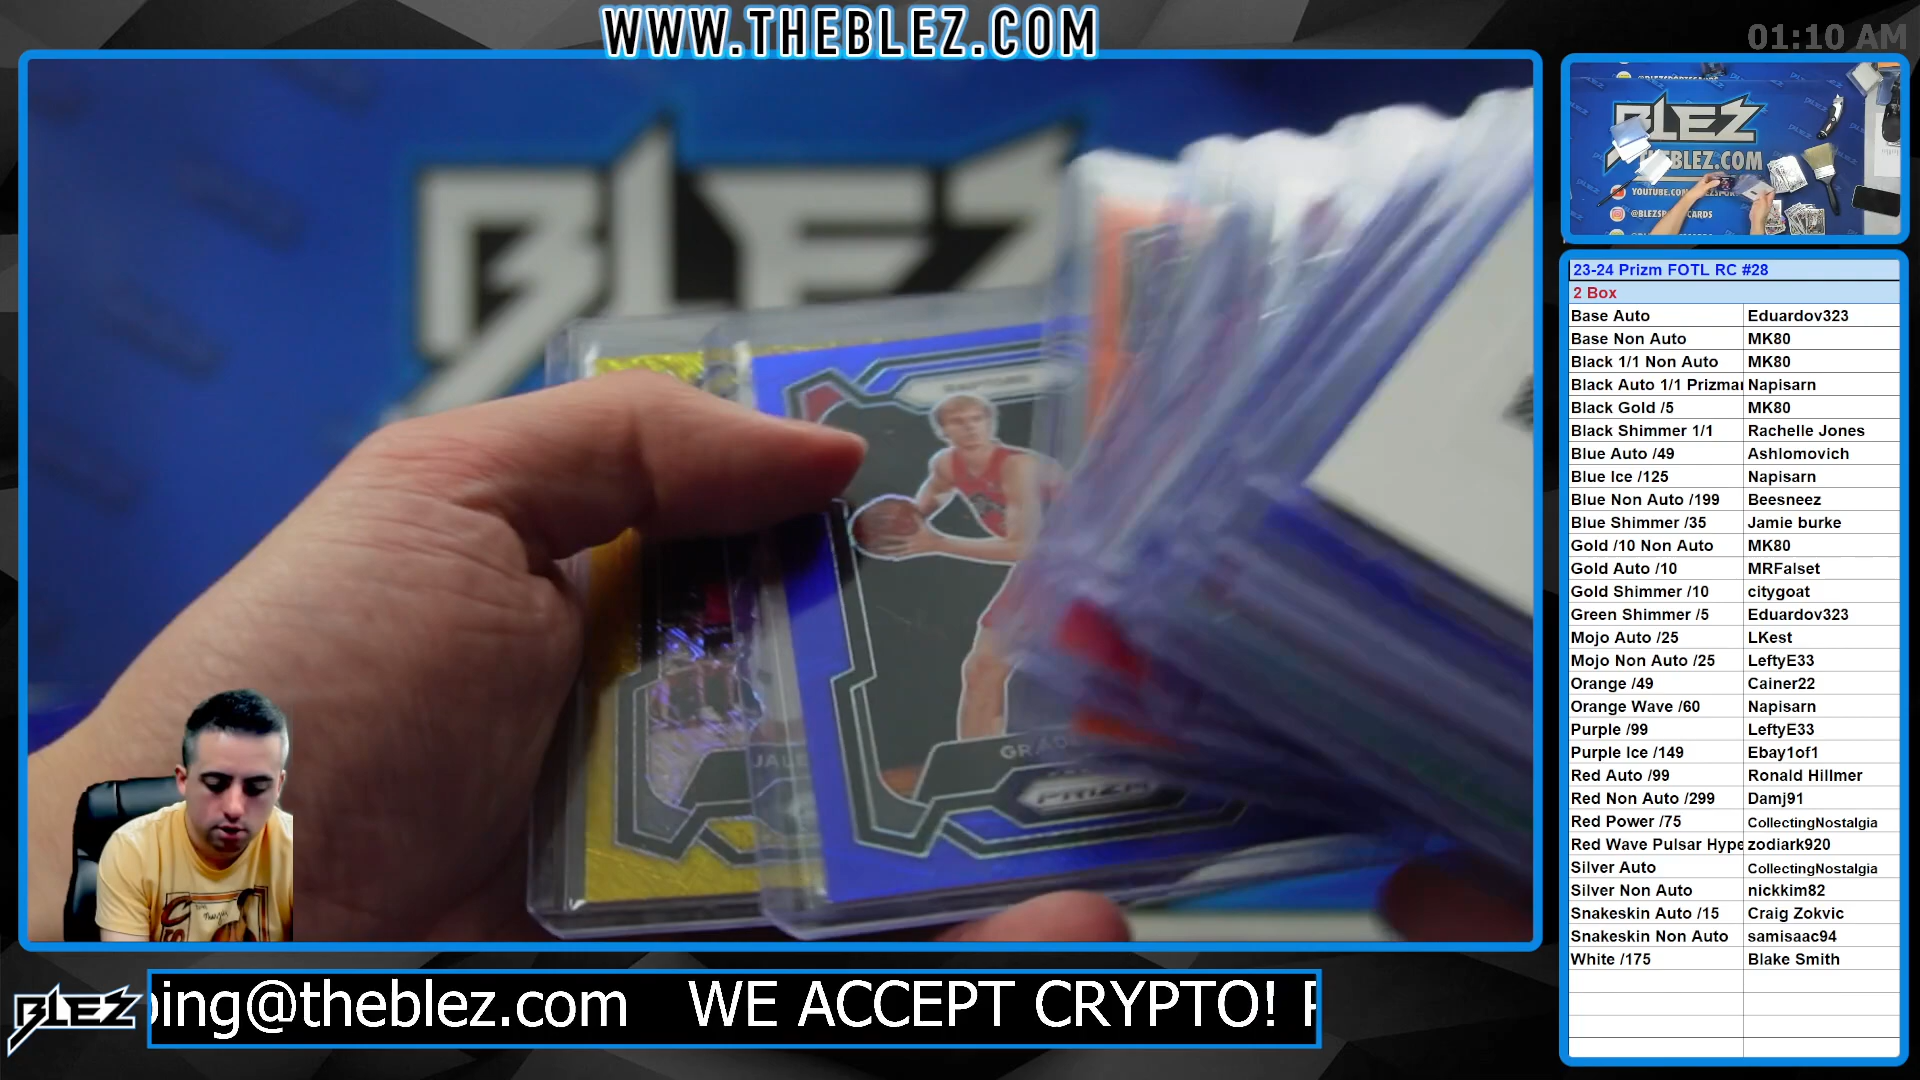 WWW.THEBLEZ.COM
01:10 AM
BLEZ
BLEZ
THEBLEZ.COM
@BLEZSPORTSCARDS
RAPTORS
PRIZM
23-24 Prizm FOTL RC #28
2 Box
Base Auto Eduardov323
Base Non Auto MK80
Black 1/1 Non Auto MK80
Black Auto 1/1 Prizmar Napisarn
Black Gold /5 MK80
Black Shimmer 1/1 Rachelle Jones
Blue Auto /49 Ashlomovich
Blue Ice /125 Napisarn
Blue Non Auto /199 Beesneez
Blue Shimmer /35 Jamie burke
Gold /10 Non Auto MK80
Gold Auto /10 MRFalset
Gold Shimmer /10 citygoat
Green Shimmer /5 Eduardov323
Mojo Auto /25 LKest
Mojo Non Auto /25 LeftyE33
Orange /49 Cainer22
Orange Wave /60 Napisarn
Purple /99 LeftyE33
Purple Ice /149 Ebay1of1
Red Auto /99 Ronald Hillmer
Red Non Auto /299 Damj91
Red Power /75 CollectingNostalgia
Red Wave Pulsar Hype zodiark920
Silver Auto CollectingNostalgia
Silver Non Auto nickkim82
Snakeskin Auto /15 Craig Zokvic
Snakeskin Non Auto samisaac94
White /175 Blake Smith
BLEZ
ping@theblez.com WE ACCEPT CRYPTO!